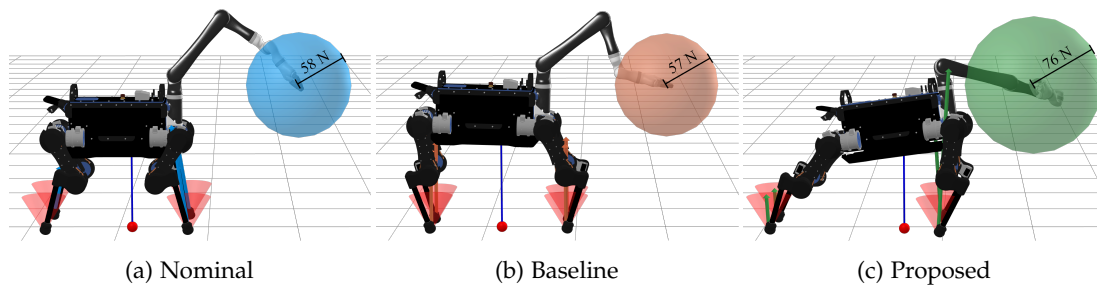 58 N
57 N
76 N
(a) Nominal
(b) Baseline
(c) Proposed